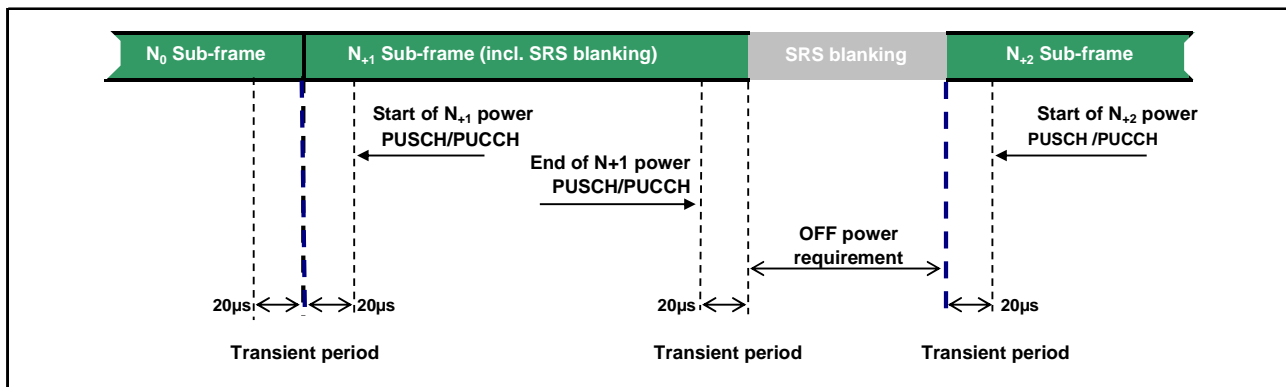 N0 Sub-frame
N+1 Sub-frame (incl. SRS blanking)
SRS blanking
N+2 Sub-frame
Start of N+1 power
PUSCH/PUCCH
Start of N+2 power
PUSCH /PUCCH
End of N+1 power
PUSCH/PUCCH
OFF power
requirement
20µs
20µs
20µs
20µs
Transient period
Transient period
Transient period